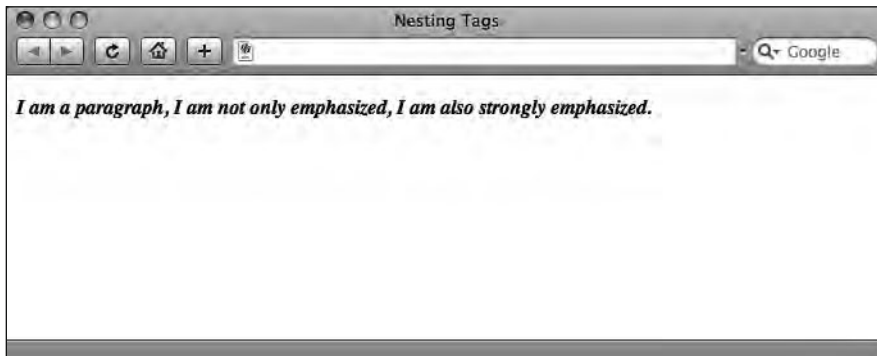 Nesting Tags
Google
I am a paragraph, I am not only emphasized, I am also strongly emphasized.